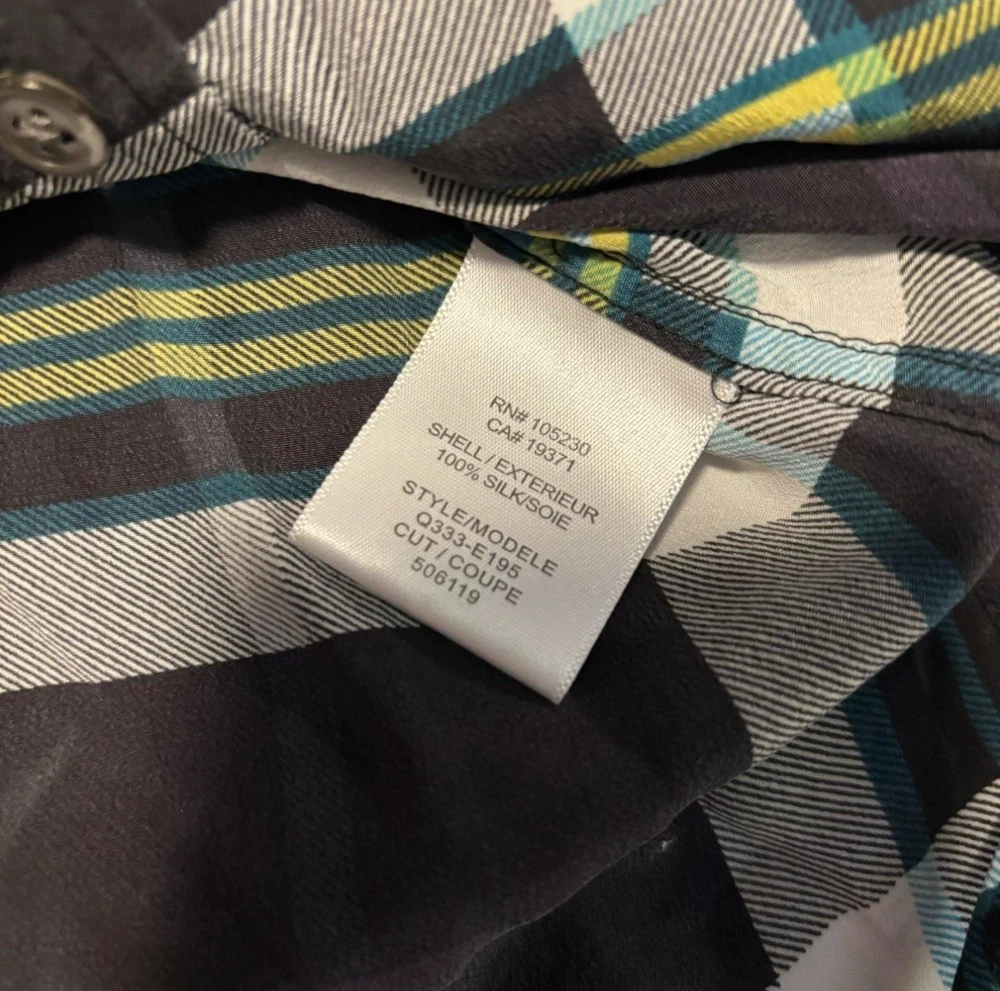 RN# 105230
CA# 19371
SHELL / EXTERIEUR
100% SILK/SOIE
STYLE/MODELE
Q333-E195
CUT / COUPE
506119